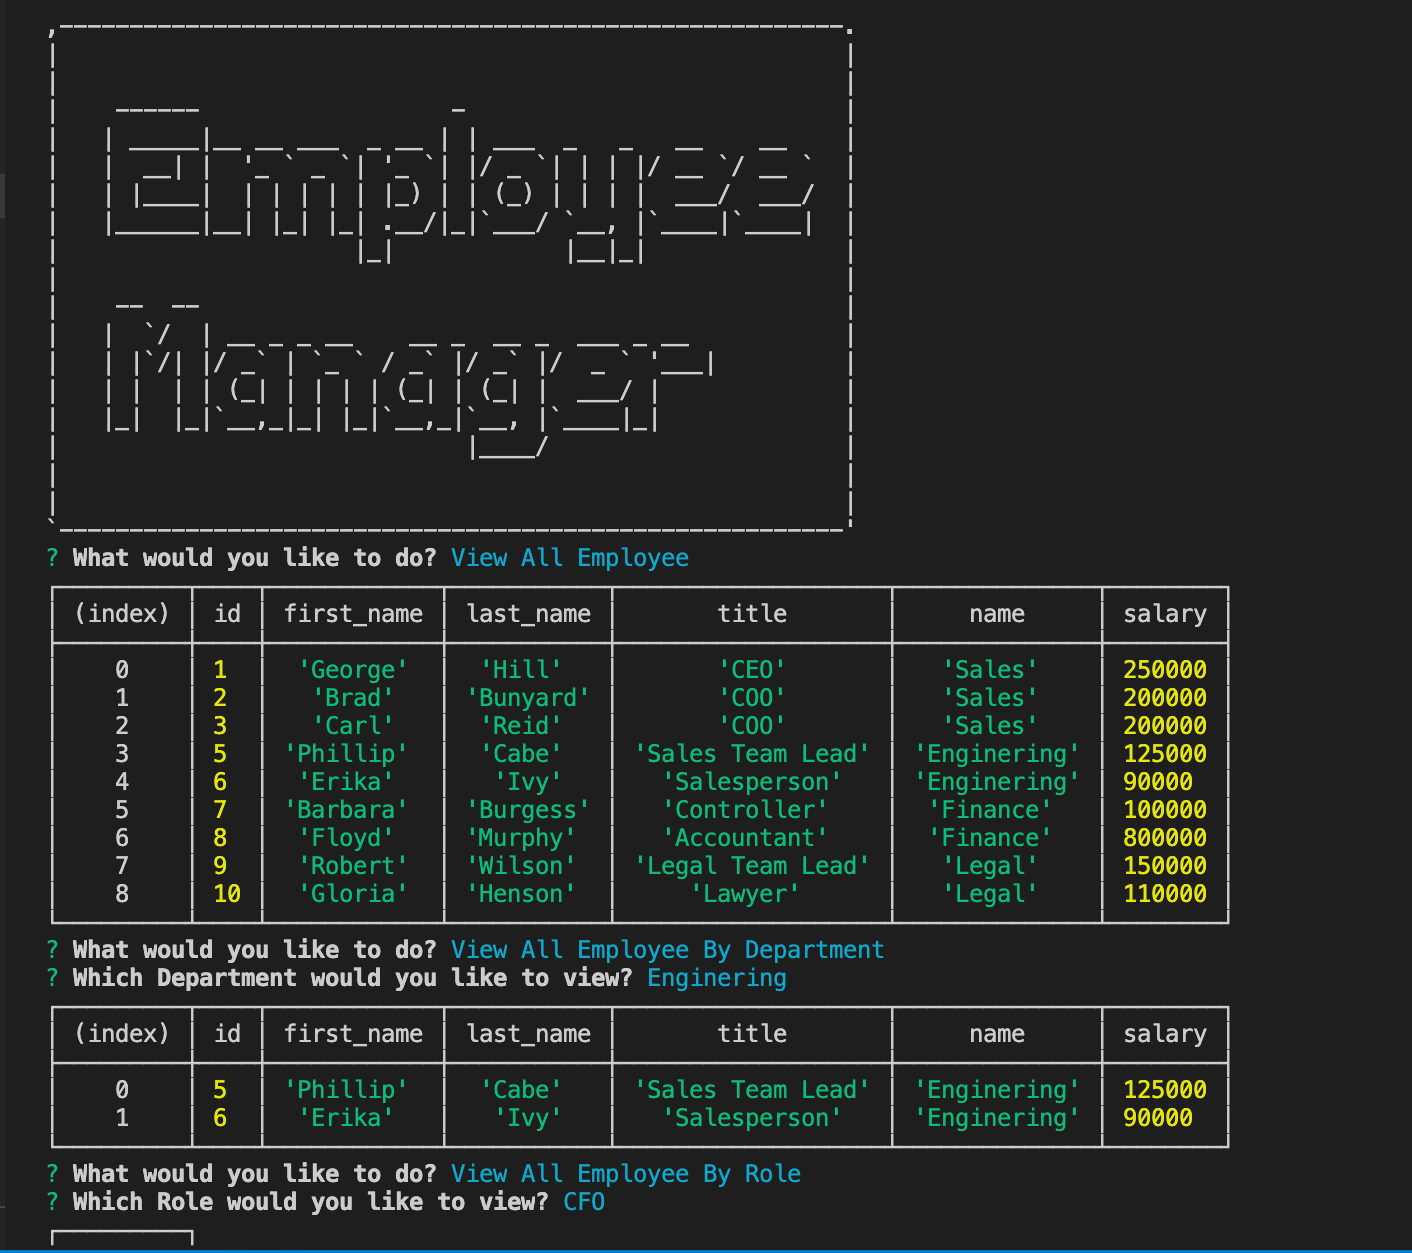 Employee
Manager
? What would you like to do? View All Employee
(index) id first_name last_name title name salary
0 1 'George' 'Hill' 'CEO' 'Sales' 250000
1 2 'Brad' 'Bunyard' 'COO' 'Sales' 200000
2 3 'Carl' 'Reid' 'COO' 'Sales' 200000
3 5 'Phillip' 'Cabe' 'Sales Team Lead' 'Enginering' 125000
4 6 'Erika' 'Ivy' 'Salesperson' 'Enginering' 90000
5 7 'Barbara' 'Burgess' 'Controller' 'Finance' 100000
6 8 'Floyd' 'Murphy' 'Accountant' 'Finance' 800000
7 9 'Robert' 'Wilson' 'Legal Team Lead' 'Legal' 150000
8 10 'Gloria' 'Henson' 'Lawyer' 'Legal' 110000
? What would you like to do? View All Employee By Department
? Which Department would you like to view? Enginering
(index) id first_name last_name title name salary
0 5 'Phillip' 'Cabe' 'Sales Team Lead' 'Enginering' 125000
1 6 'Erika' 'Ivy' 'Salesperson' 'Enginering' 90000
? What would you like to do? View All Employee By Role
? Which Role would you like to view? CFO